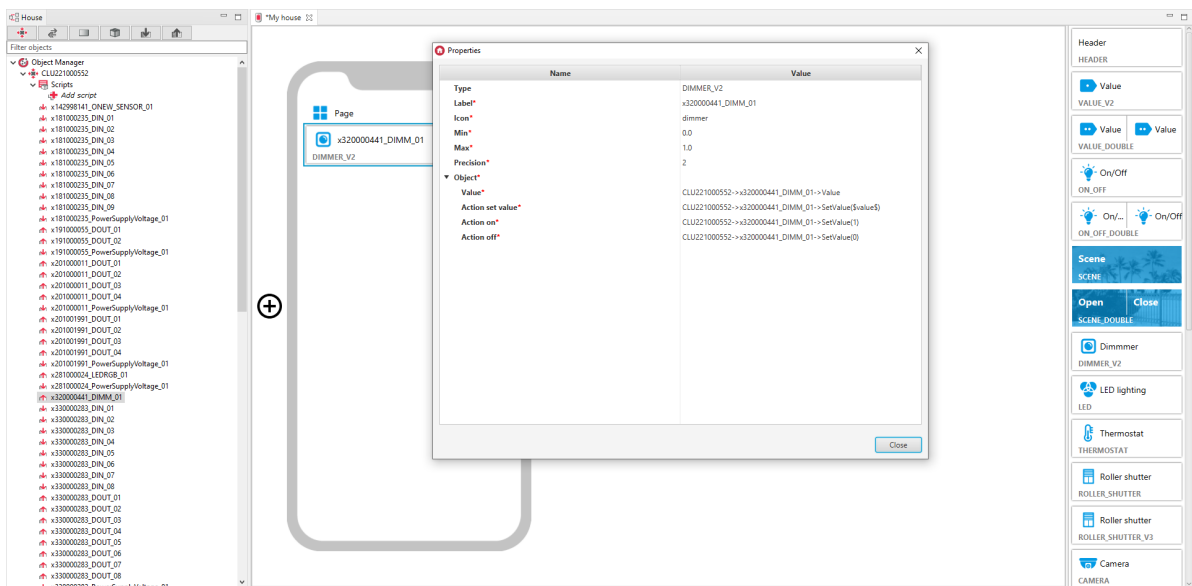 House
*My house
Filter objects
Object Manager
CLU221000552
Scripts
Add script
x142998141_ONEW_SENSOR_01
x181000235_DIN_01
x181000235_DIN_02
x181000235_DIN_03
x181000235_DIN_04
x181000235_DIN_05
x181000235_DIN_06
x181000235_DIN_07
x181000235_DIN_08
x181000235_DIN_09
x181000235_PowerSupplyVoltage_01
x191000055_DOUT_01
x191000055_DOUT_02
x191000055_PowerSupplyVoltage_01
x201000011_DOUT_01
x201000011_DOUT_02
x201000011_DOUT_03
x201000011_DOUT_04
x201000011_PowerSupplyVoltage_01
x201001991_DOUT_01
x201001991_DOUT_02
x201001991_DOUT_03
x201001991_DOUT_04
x201001991_PowerSupplyVoltage_01
x281000024_LEDRGB_01
x281000024_PowerSupplyVoltage_01
x320000441_DIMM_01
x330000283_DIN_01
x330000283_DIN_02
x330000283_DIN_03
x330000283_DIN_04
x330000283_DIN_05
x330000283_DIN_06
x330000283_DIN_07
x330000283_DIN_08
x330000283_DOUT_01
x330000283_DOUT_02
x330000283_DOUT_03
x330000283_DOUT_04
x330000283_DOUT_05
x330000283_DOUT_06
x330000283_DOUT_07
x330000283_DOUT_08
Page
x320000441_DIMM_01
DIMMER_V2
Properties
Name Value
Type DIMMER_V2
Label* x320000441_DIMM_01
Icon* dimmer
Min* 0.0
Max* 1.0
Precision* 2
Object*
Value* CLU221000552->x320000441_DIMM_01->Value
Action set value* CLU221000552->x320000441_DIMM_01->SetValue($value$)
Action on* CLU221000552->x320000441_DIMM_01->SetValue(1)
Action off* CLU221000552->x320000441_DIMM_01->SetValue(0)
Close
Header
HEADER
Value
VALUE_V2
Value Value
VALUE_DOUBLE
On/Off
ON_OFF
On/... On/Off
ON_OFF_DOUBLE
Scene
SCENE
Open Close
SCENE_DOUBLE
Dimmmer
DIMMER_V2
LED lighting
LED
Thermostat
THERMOSTAT
Roller shutter
ROLLER_SHUTTER
Roller shutter
ROLLER_SHUTTER_V3
Camera
CAMERA